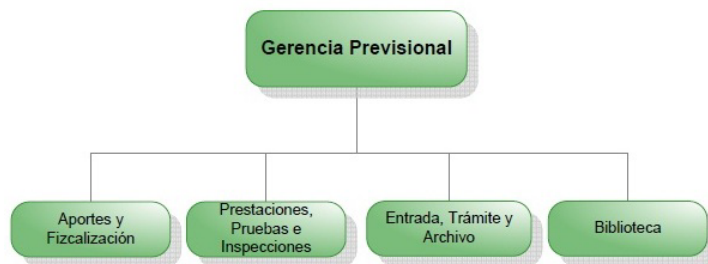 Gerencia Previsional
Aportes y
Fizcalización
Prestaciones,
Pruebas e
Inspecciones
Entrada, Trámite y
Archivo
Biblioteca